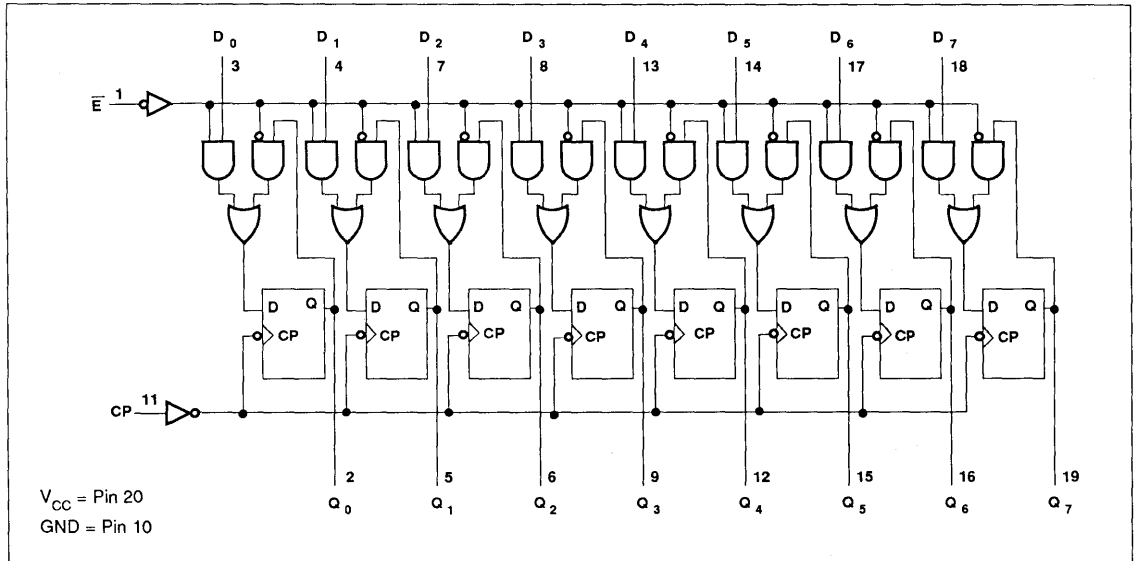 D0 D1 D2 D3 D4 D5 D6 D7
3 4 7 8 13 14 17 18
E̅ 1
D Q D Q D Q D Q D Q D Q D Q D Q
CP CP CP CP CP CP CP CP
CP 11
2 5 6 9 12 15 16 19
Q0 Q1 Q2 Q3 Q4 Q5 Q6 Q7
VCC = Pin 20
GND = Pin 10